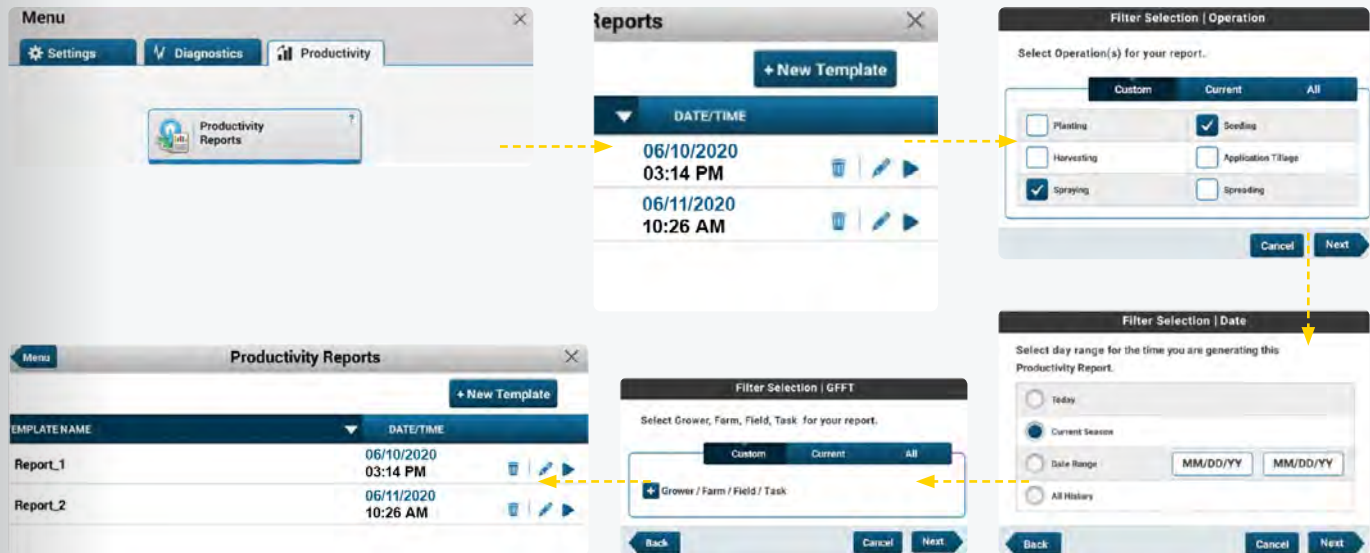 Menu
Settings
Diagnostics
Productivity
Productivity
Reports
?
Reports
+ New Template
DATE/TIME
06/10/2020
03:14 PM
06/11/2020
10:26 AM
Filter Selection | Operation
Select Operation(s) for your report.
Custom Current All
Planting Seeding
Harvesting Application Tillage
Spraying Spreading
Cancel Next
Filter Selection | Date
Select day range for the time you are generating this
Productivity Report.
Today
Current Season
Date Range MM/DD/YY MM/DD/YY
All History
Back Cancel Next
Filter Selection | GFFT
Select Grower, Farm, Field, Task for your report.
Custom Current All
+ Grower / Farm / Field / Task
Back Cancel Next
Menu Productivity Reports
+ New Template
EMPLATE NAME DATE/TIME
Report_1 06/10/2020
03:14 PM
Report_2 06/11/2020
10:26 AM